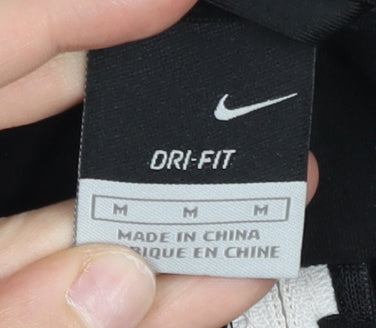 DRI-FIT
M M M
MADE IN CHINA
RIQUE EN CHINE